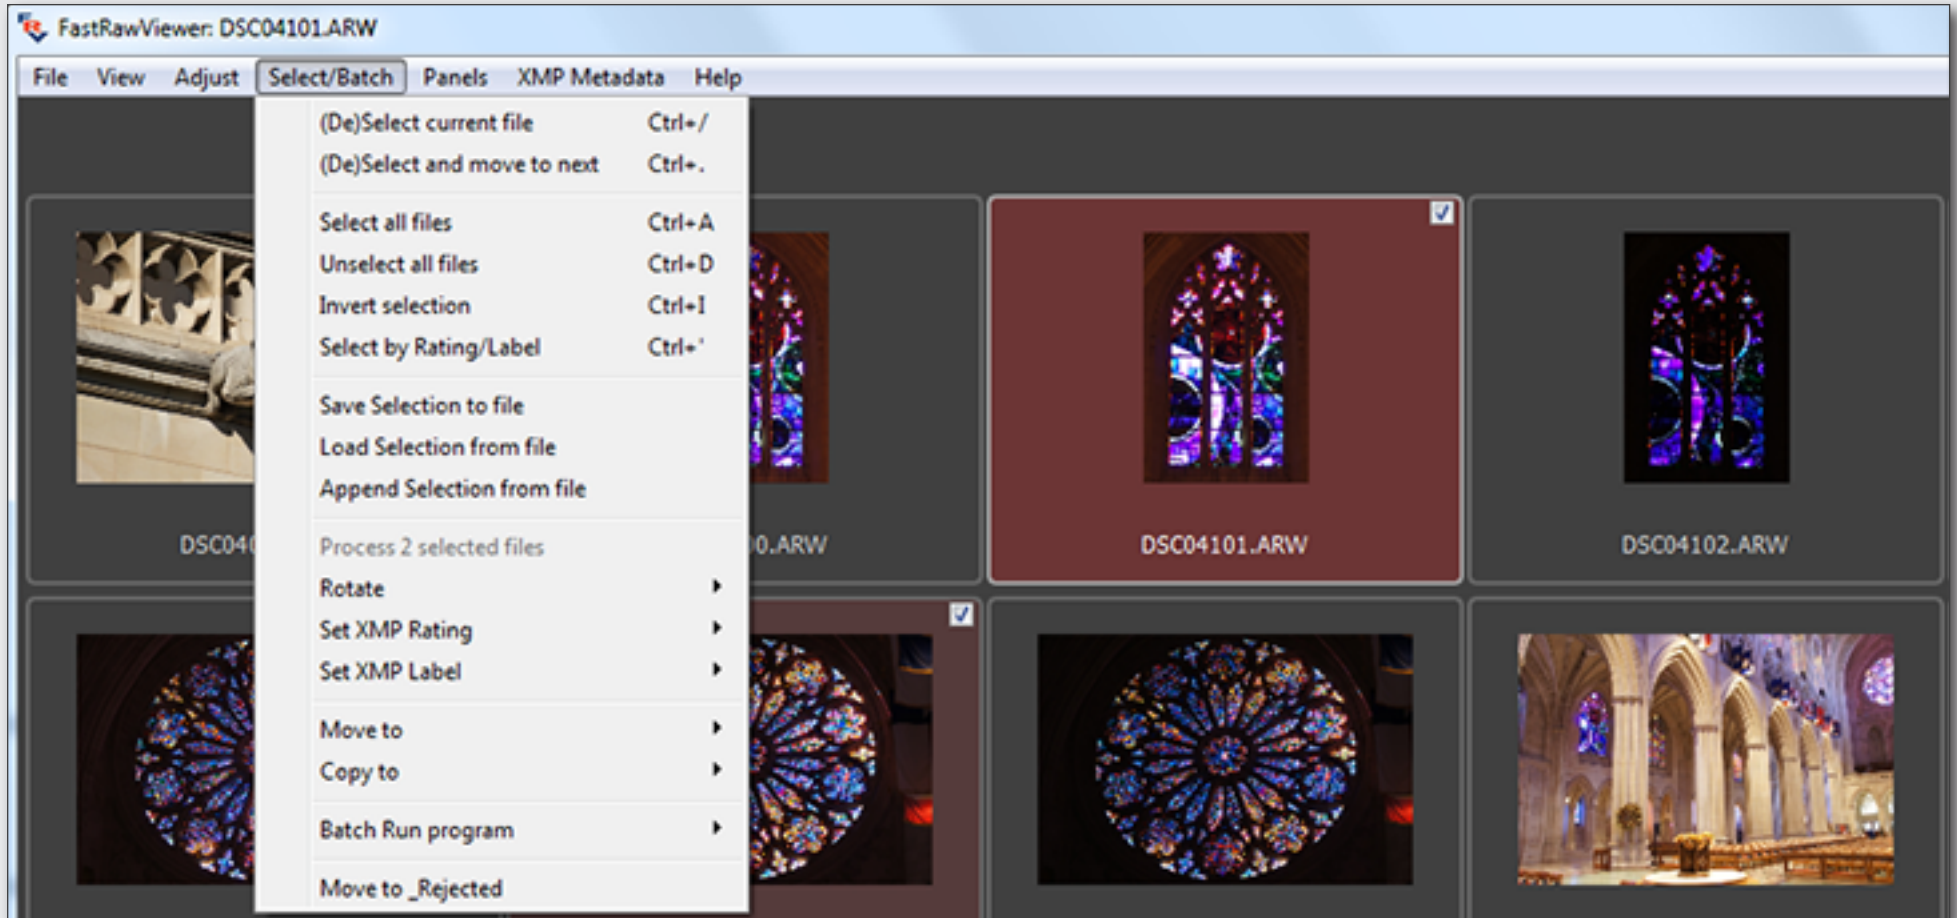 FastRawViewer: DSC04101.ARW
File View Adjust Select/Batch Panels XMP Metadata Help
(De)Select current file Ctrl+/
(De)Select and move to next Ctrl+.
Select all files Ctrl+A
Unselect all files Ctrl+D
Invert selection Ctrl+I
Select by Rating/Label Ctrl+'
Save Selection to file
Load Selection from file
Append Selection from file
DSC040
Process 2 selected files
00.ARW
DSC04101.ARW
DSC04102.ARW
Rotate
Set XMP Rating
Set XMP Label
Move to
Copy to
Batch Run program
Move to _Rejected